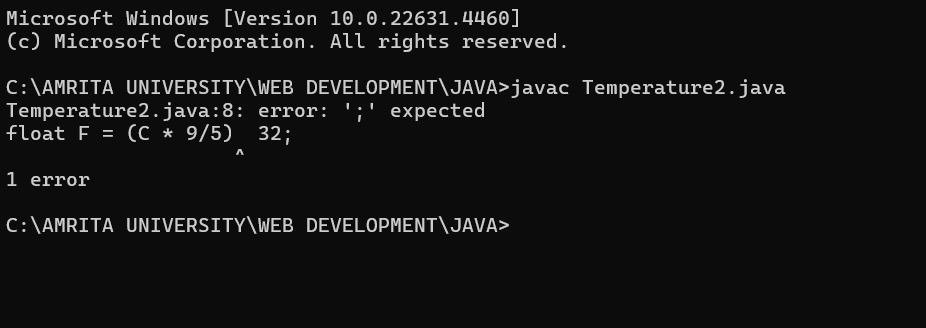 Microsoft Windows [Version 10.0.22631.4460]
(c) Microsoft Corporation. All rights reserved.
C:\AMRITA UNIVERSITY\WEB DEVELOPMENT\JAVA>javac Temperature2.java
Temperature2.java:8: error: ';' expected
float F = (C * 9/5)  32;
                   ^
1 error
C:\AMRITA UNIVERSITY\WEB DEVELOPMENT\JAVA>